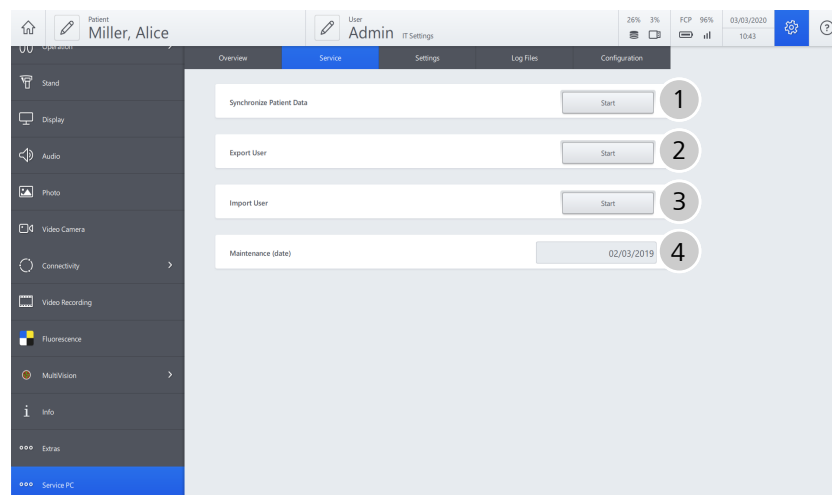 Patient
Miller, Alice
User
Admin IT Settings
26% 3%
FCP 96%
03/03/2020
10:43
?
Operation
Stand
Display
Audio
Photo
Video Camera
Connectivity
Video Recording
Fluorescence
MultiVision
Info
Extras
Service PC
Overview Service Settings Log Files Configuration
Synchronize Patient Data Start 1
Export User Start 2
Import User Start 3
Maintenance (date) 02/03/2019 4